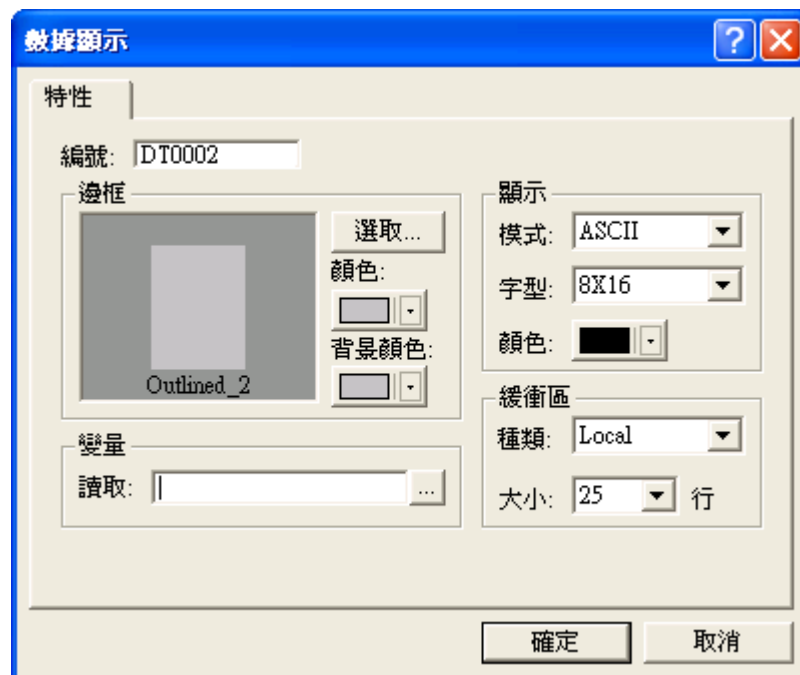 數據顯示
特性
編號: DT0002
邊框
選取...
顏色:
背景顏色:
Outlined_2
變量
讀取:
...
顯示
模式: ASCII
字型: 8X16
顏色:
緩衝區
種類: Local
大小: 25 行
確定
取消